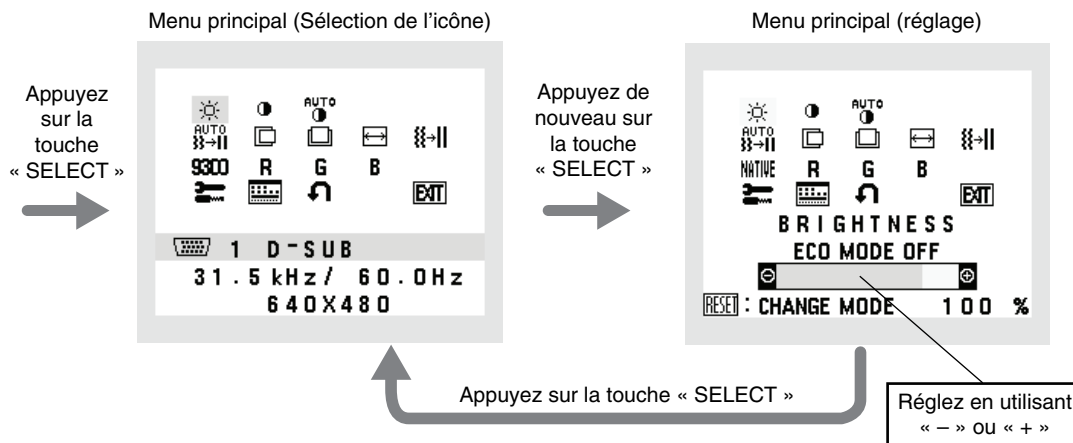 Menu principal (Sélection de l’icône)
Menu principal (réglage)
Appuyez
sur la
touche
« SELECT »
AUTO
AUTO
9300 R G B
EXIT
1 D-SUB
31.5 kHz/ 60.0Hz
640X480
Appuyez de
nouveau sur
la touche
« SELECT »
AUTO
AUTO
NATIVE R G B
EXIT
BRIGHTNESS
ECO MODE OFF
RESET : CHANGE MODE 100 %
Appuyez sur la touche « SELECT »
Réglez en utilisant
« – » ou « + »